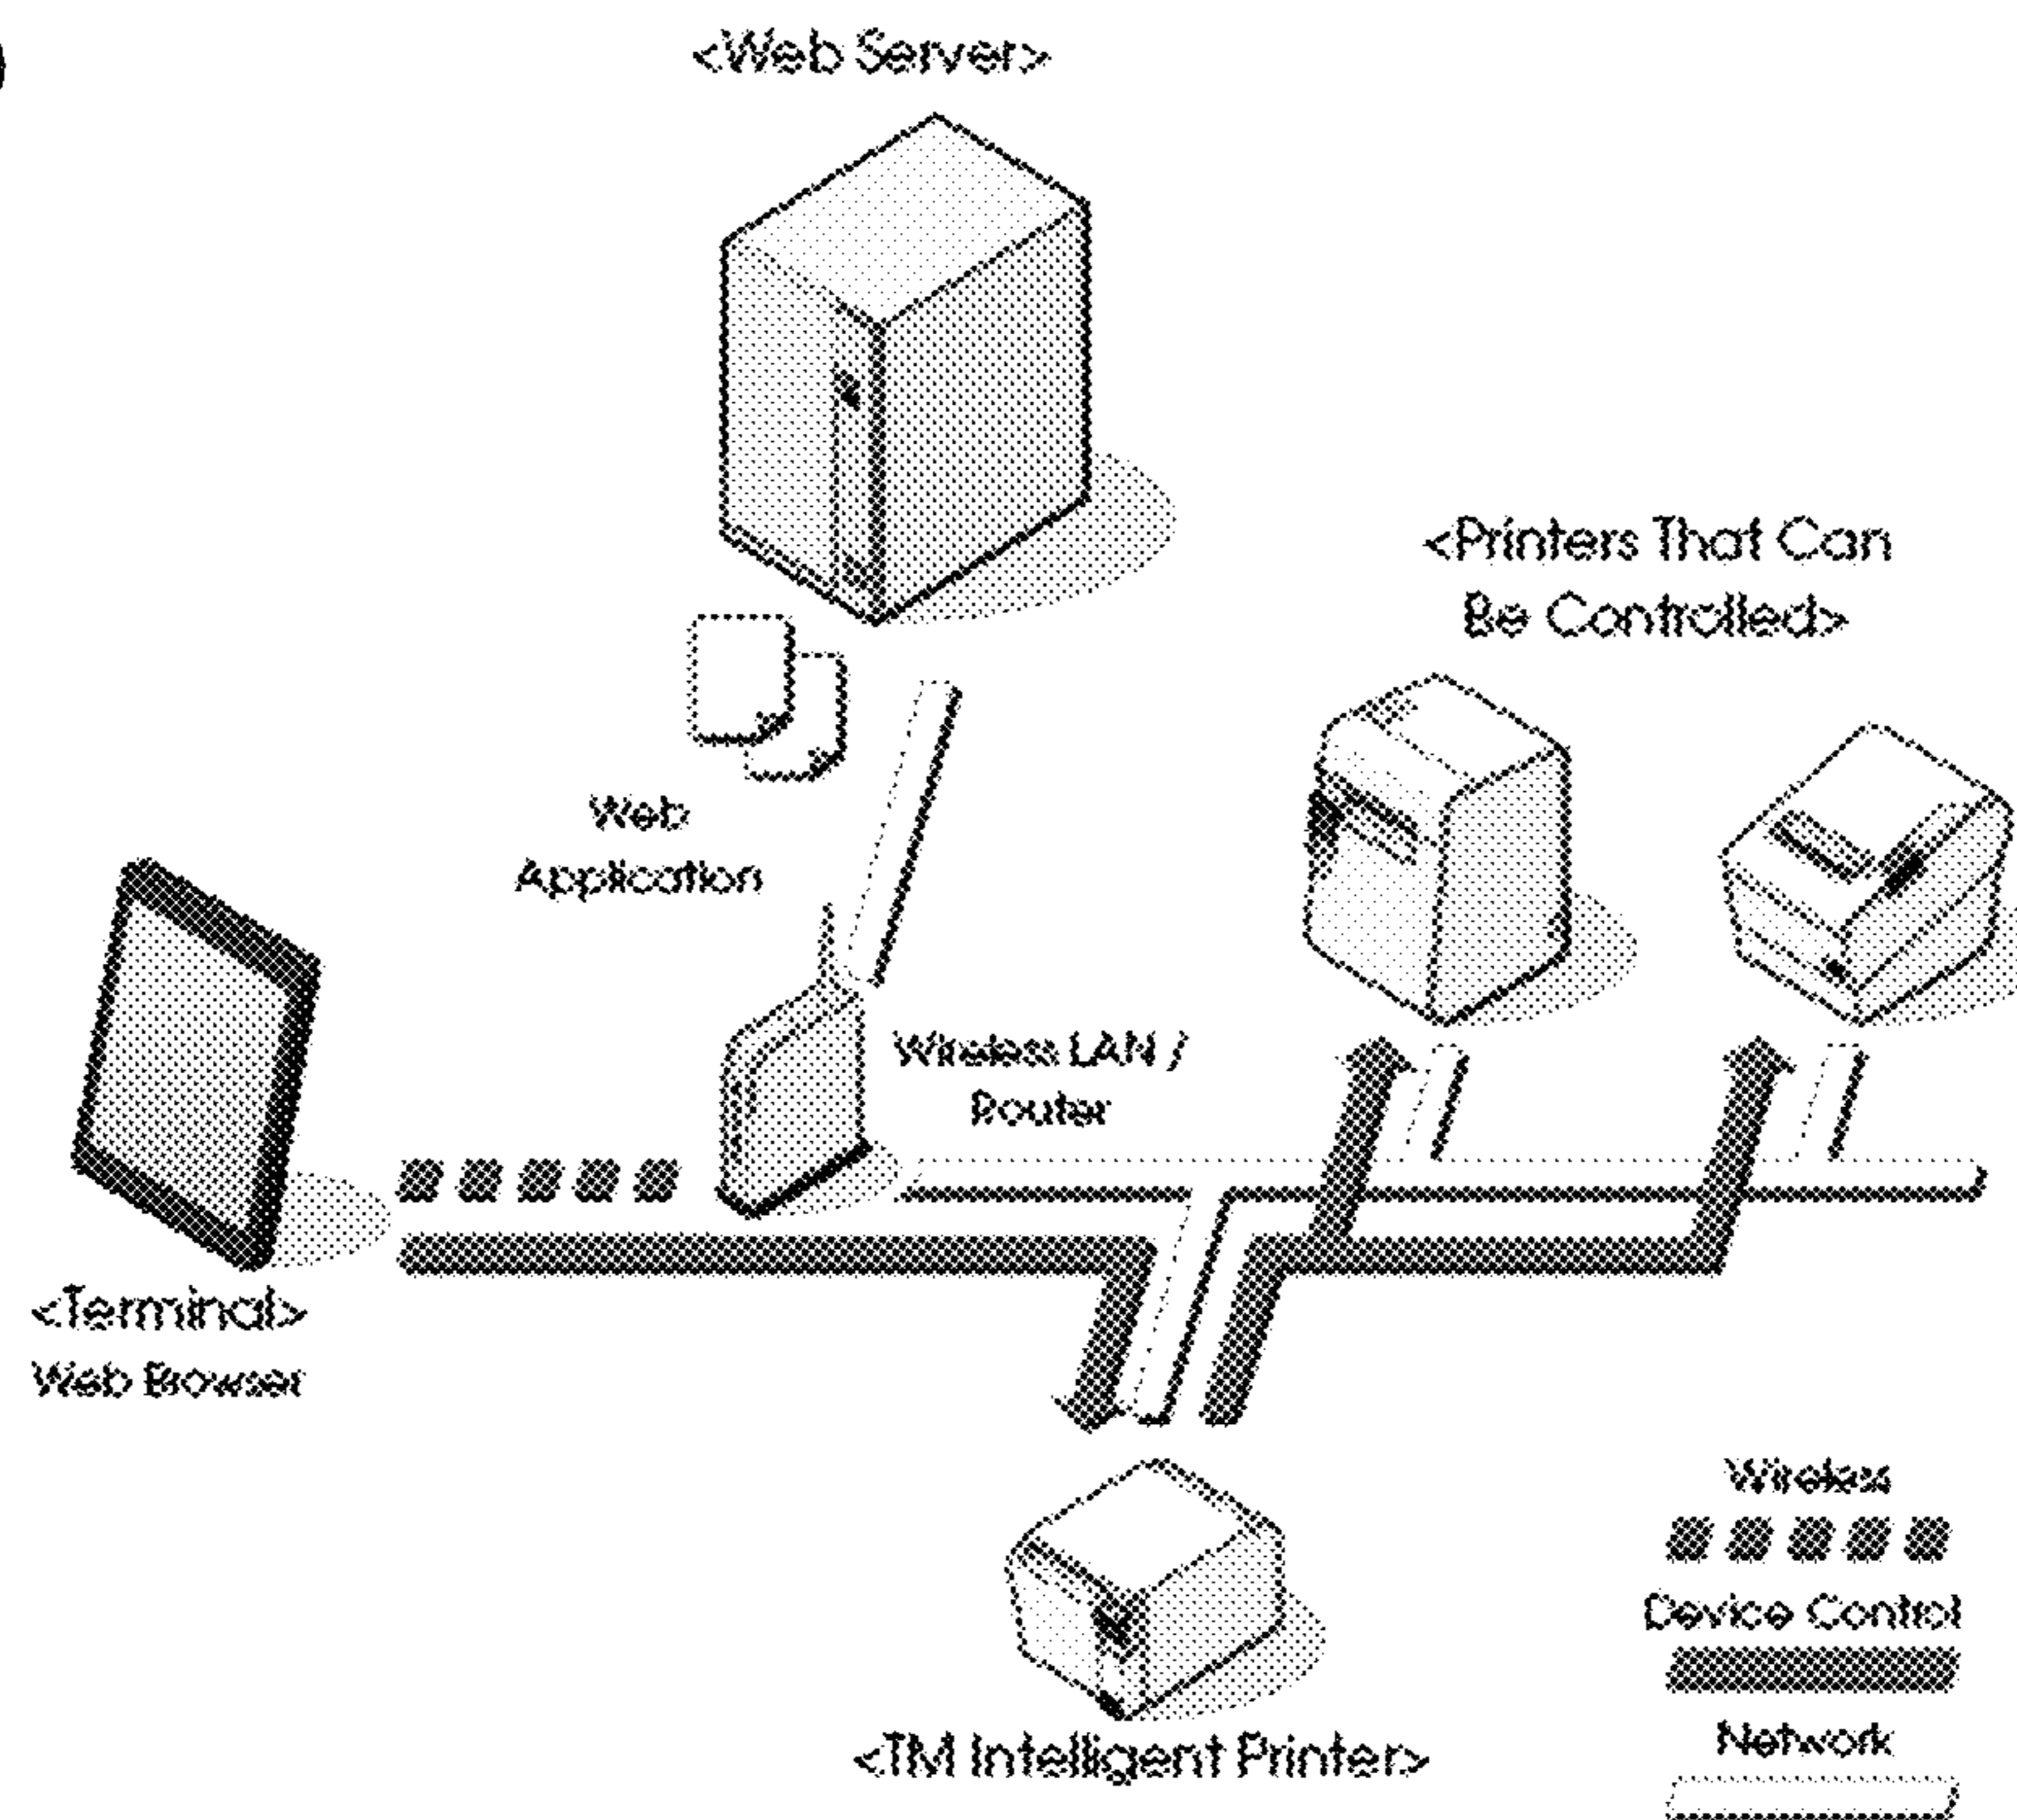 <Web Server>
<Printers That Can
Be Controlled>
Web
Application
Wireless LAN /
Router
<Terminal>
Web Browser
<TM Intelligent Printer>
Wireless
Device Control
Network